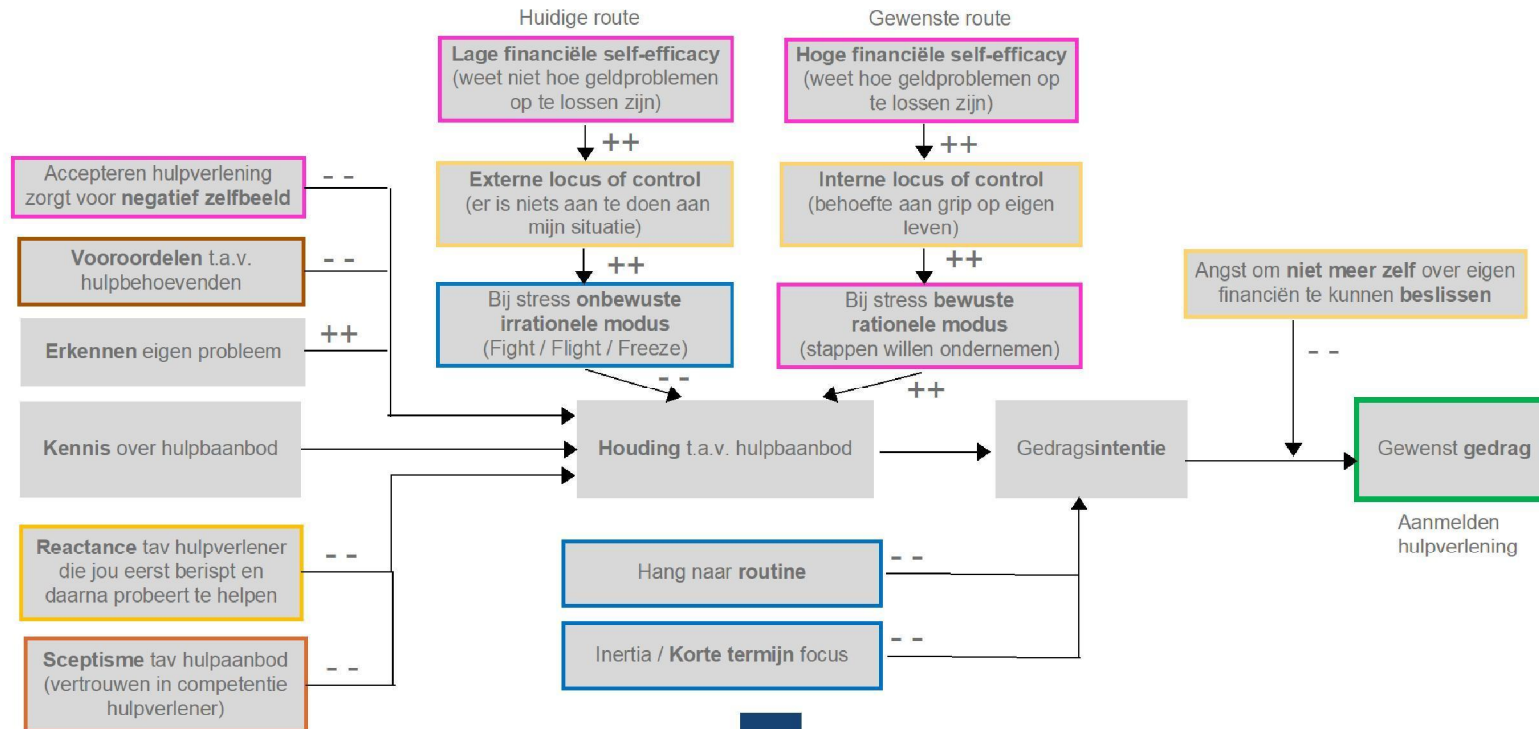 Huidige route
Gewenste route
Lage financiële self-efficacy
(weet niet hoe geldproblemen
op te lossen zijn)
Hoge financiële self-efficacy
(weet hoe geldproblemen op
te lossen zijn)
++
++
Accepteren hulpverlening
zorgt voor negatief zelfbeeld
- -
Externe locus of control
(er is niets aan te doen aan
mijn situatie)
Interne locus of control
(behoefte aan grip op eigen
leven)
Vooroordelen t.a.v.
hulpbehoevenden
- -
++
++
Angst om niet meer zelf over eigen
financiën te kunnen beslissen
Erkennen eigen probleem
++
Bij stress onbewuste
irrationele modus
(Fight / Flight / Freeze)
Bij stress bewuste
rationele modus
(stappen willen ondernemen)
- -
- -
++
Kennis over hulpbaanbod
Houding t.a.v. hulpbaanbod
Gedragsintentie
Gewenst gedrag
Aanmelden
hulpverlening
Reactance tav hulpverlener
die jou eerst berispt en
daarna probeert te helpen
- -
Hang naar routine
- -
Sceptisme tav hulpaanbod
(vertrouwen in competentie
hulpverlener)
- -
Inertia / Korte termijn focus
- -